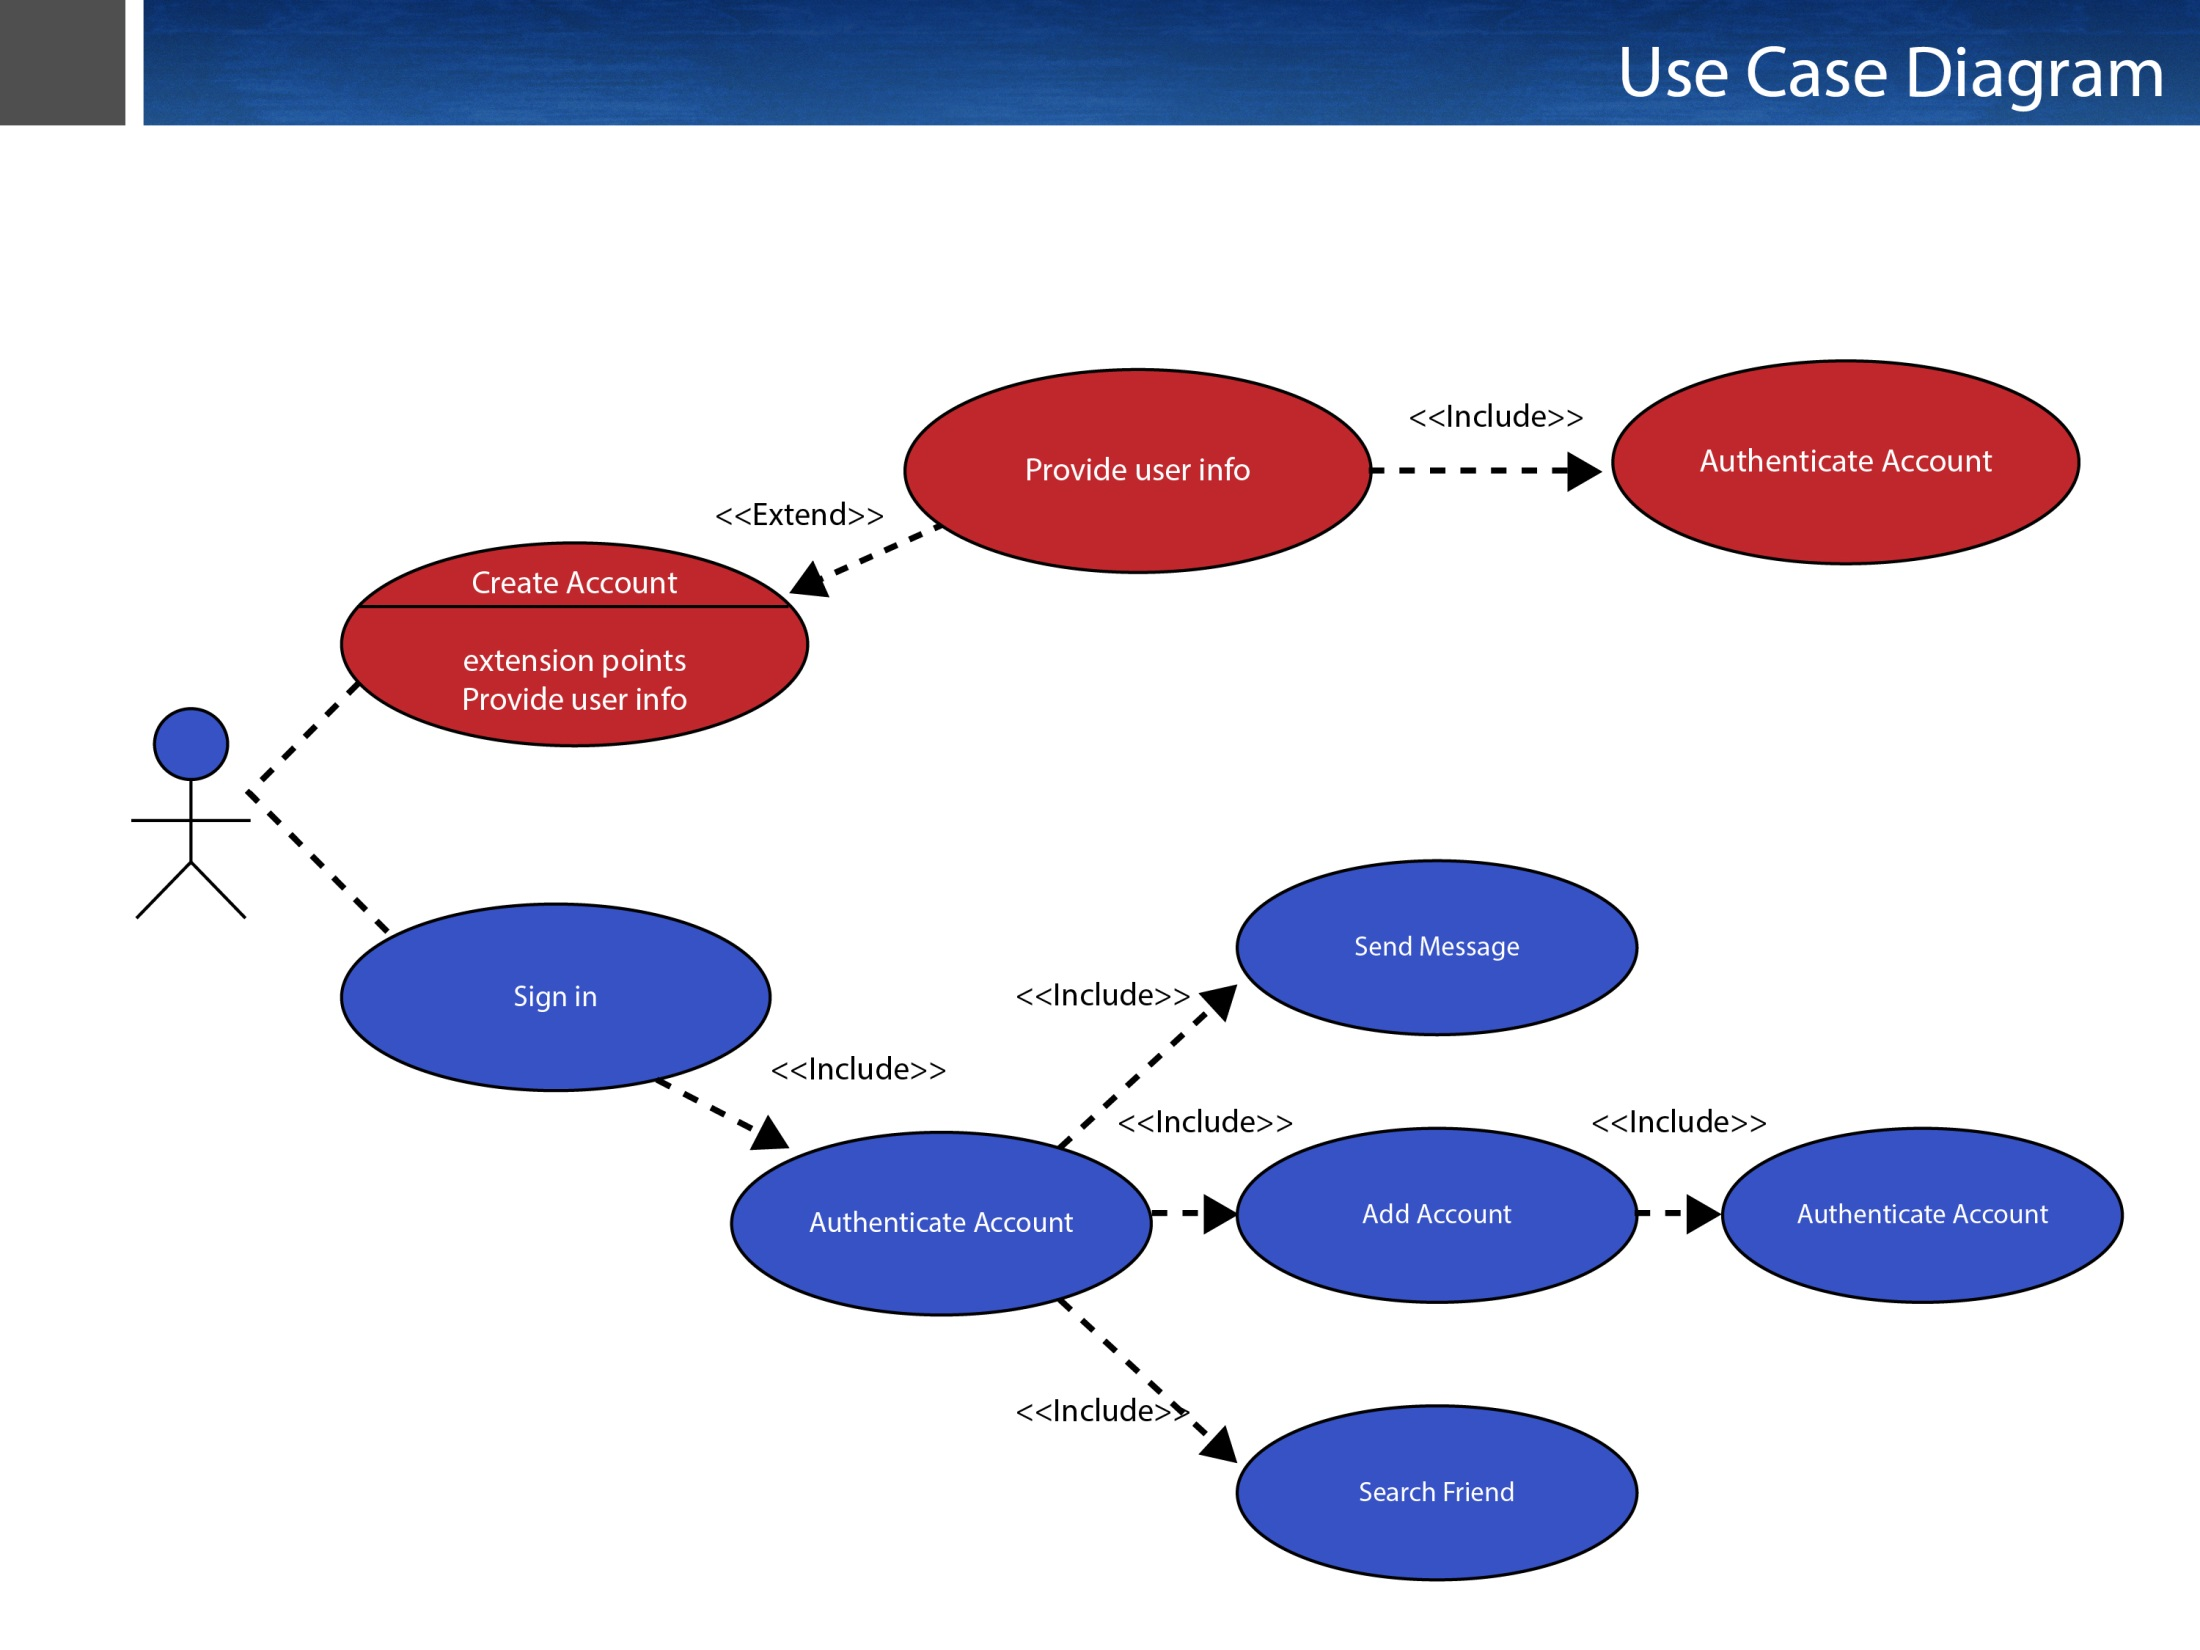 Use Case Diagram
<<Include>>
Provide user info
Authenticate Account
<<Extend>>
Create Account
extension points
Provide user info
Send Message
<<Include>>
Sign in
<<Include>>
<<Include>>
<<Include>>
Authenticate Account
Add Account
Authenticate Account
<<Include>>
Search Friend